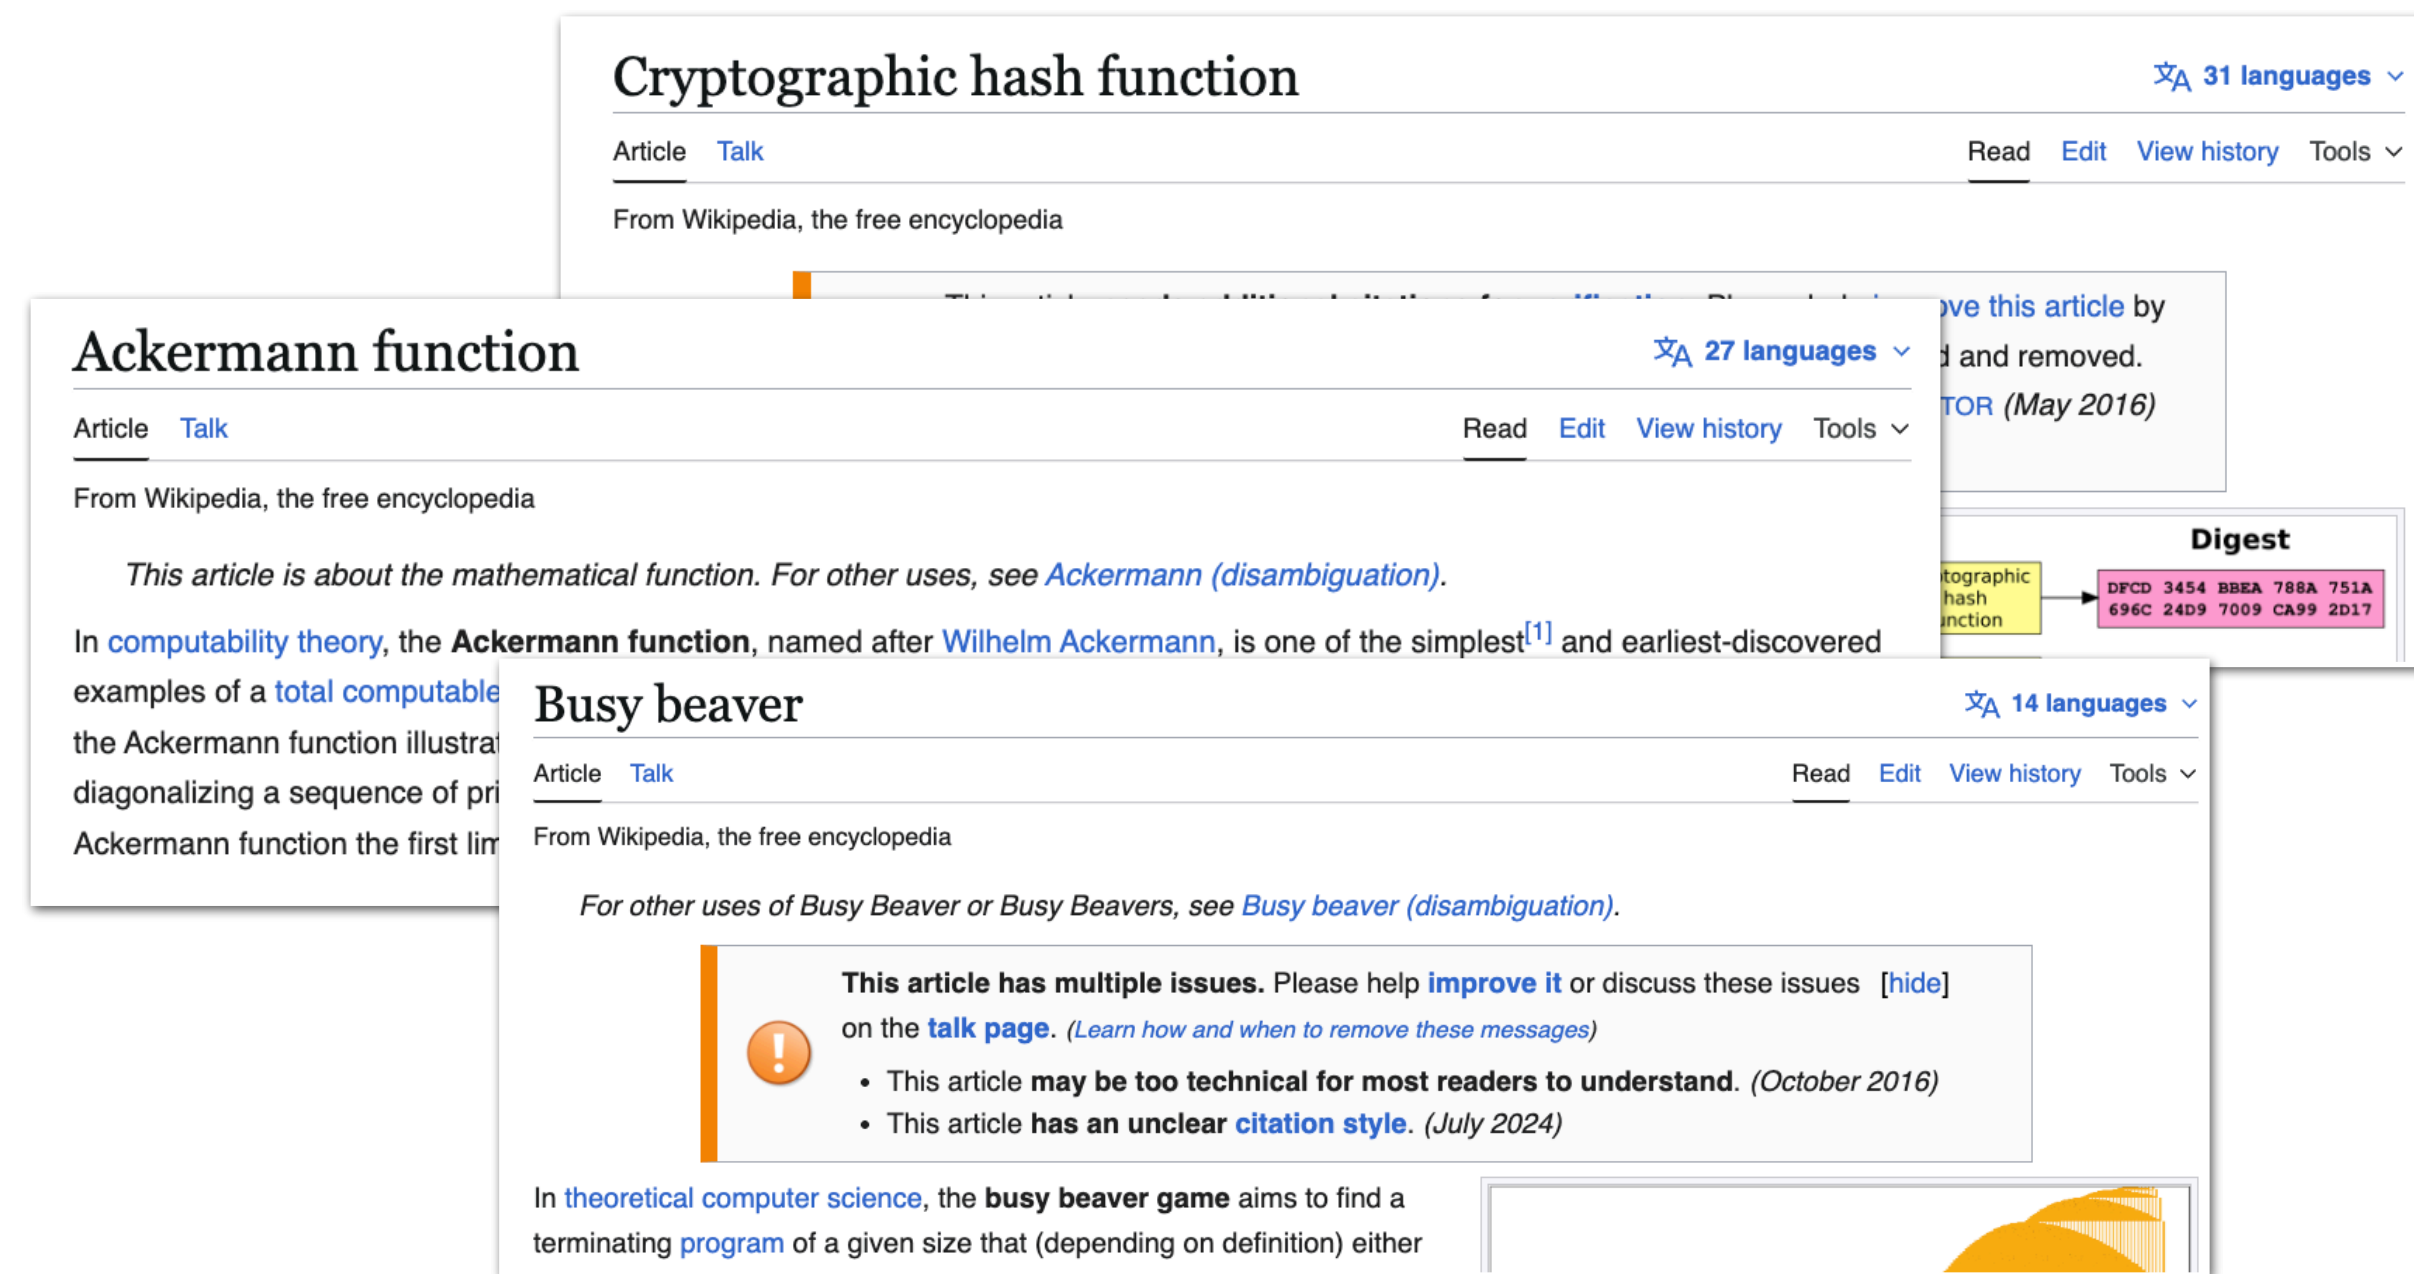 Cryptographic hash function
31 languages
Article Talk
Read Edit View history Tools
From Wikipedia, the free encyclopedia
ove this article by
and removed.
TOR (May 2016)
Digest
tographic
hash
unction
DFCD 3454 BBEA 788A 751A
696C 24D9 7009 CA99 2D17
Ackermann function
27 languages
Article Talk
Read Edit View history Tools
From Wikipedia, the free encyclopedia
This article is about the mathematical function. For other uses, see Ackermann (disambiguation).
In computability theory, the Ackermann function, named after Wilhelm Ackermann, is one of the simplest[1] and earliest-discovered
examples of a total computable
the Ackermann function illustrat
diagonalizing a sequence of pri
Ackermann function the first lim
Busy beaver
14 languages
Article Talk
Read Edit View history Tools
From Wikipedia, the free encyclopedia
For other uses of Busy Beaver or Busy Beavers, see Busy beaver (disambiguation).
This article has multiple issues. Please help improve it or discuss these issues [hide]
on the talk page. (Learn how and when to remove these messages)
• This article may be too technical for most readers to understand. (October 2016)
• This article has an unclear citation style. (July 2024)
In theoretical computer science, the busy beaver game aims to find a
terminating program of a given size that (depending on definition) either